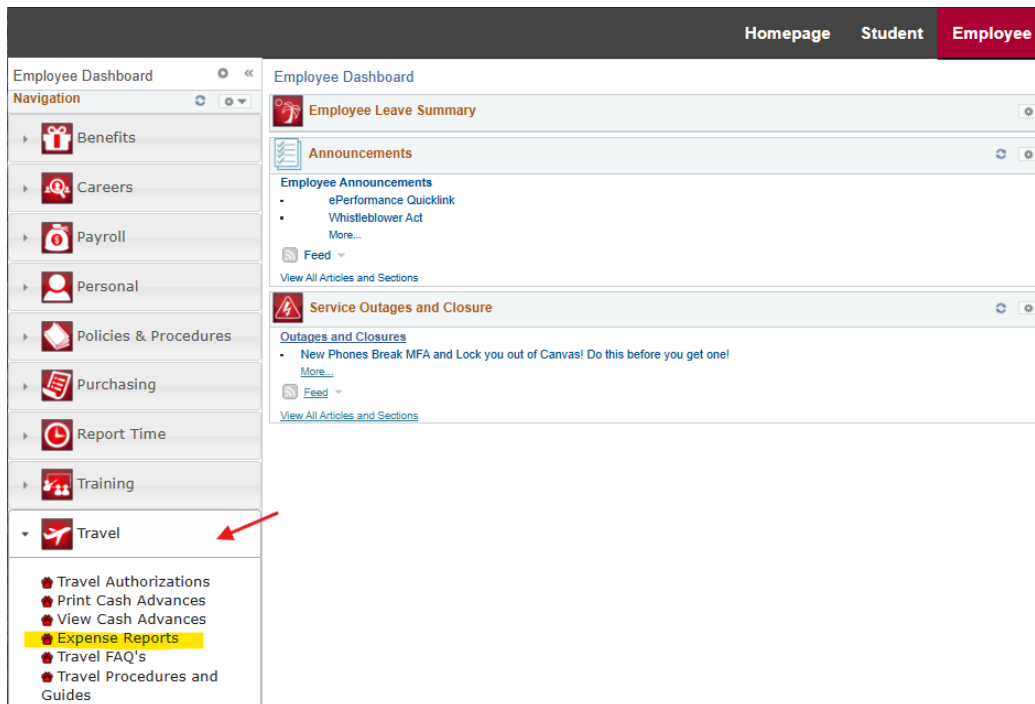 Homepage Student Employee
Employee Dashboard
Navigation
Benefits
Careers
Payroll
Personal
Policies & Procedures
Purchasing
Report Time
Training
Travel
Travel Authorizations
Print Cash Advances
View Cash Advances
Expense Reports
Travel FAQ's
Travel Procedures and
Guides
Employee Dashboard
Employee Leave Summary
Announcements
Employee Announcements
ePerformance Quicklink
Whistleblower Act
More...
Feed
View All Articles and Sections
Service Outages and Closure
Outages and Closures
New Phones Break MFA and Lock you out of Canvas! Do this before you get one!
More...
Feed
View All Articles and Sections